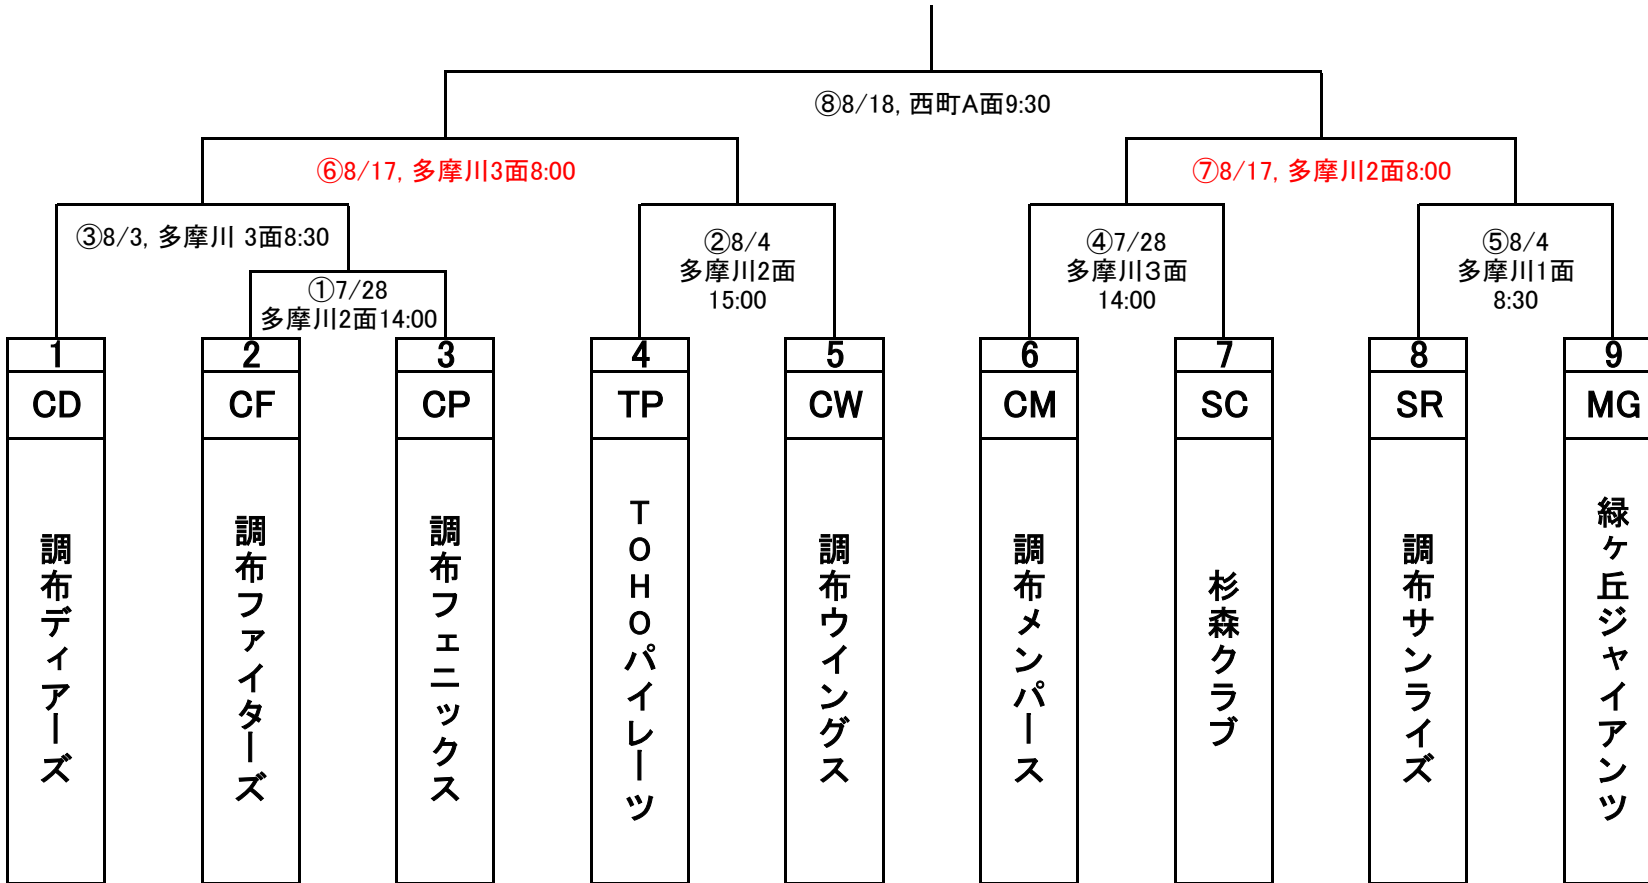 ⑧8/18, 西町A面9:30
⑥8/17, 多摩川3面8:00
⑦8/17, 多摩川2面8:00
③8/3, 多摩川 3面8:30
②8/4
多摩川2面
15:00
④7/28
多摩川３面
14:00
⑤8/4
多摩川1面
8:30
①7/28
多摩川2面14:00
1
2
3
4
5
6
7
8
9
CD
CF
CP
TP
CW
CM
SC
SR
MG
調布ディアーズ
調布ファイターズ
調布フェニックス
TOHOパイレーツ
調布ウイングス
調布メンパース
杉森クラブ
調布サンライズ
緑ヶ丘ジャイアンツ